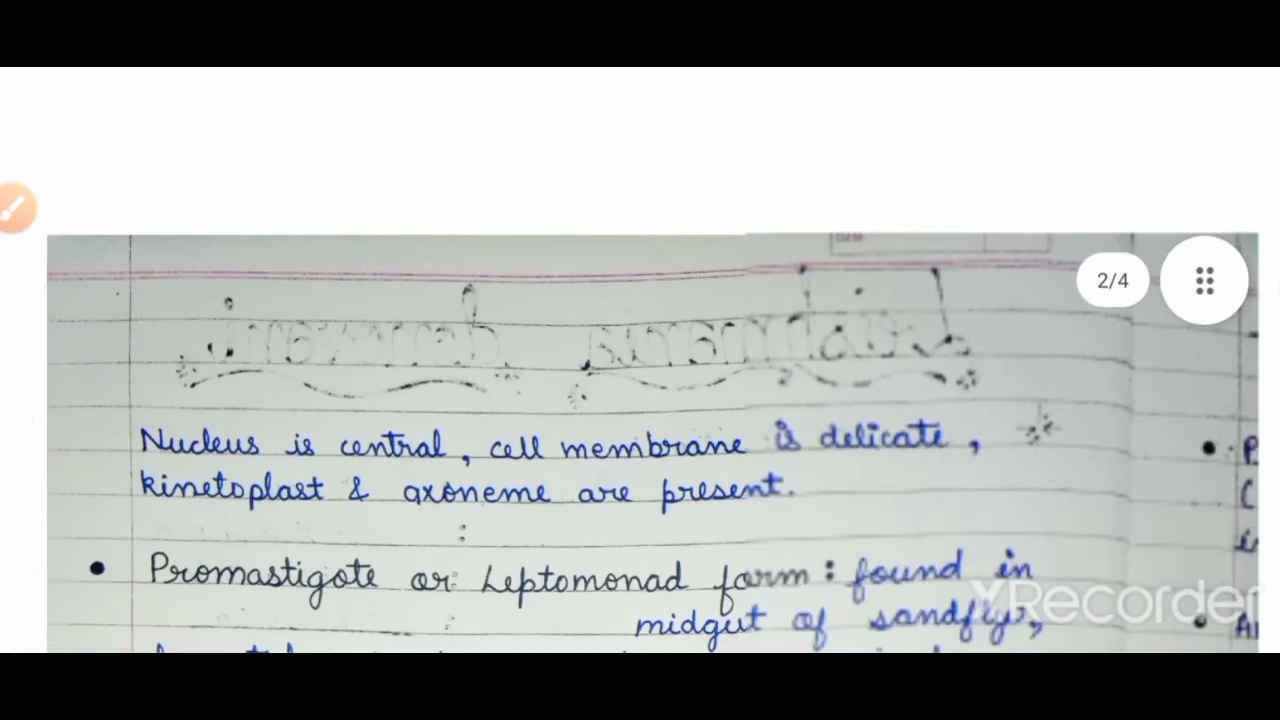 2/4
Nucleus is central, cell membrane is delicate,
kinetoplast & axoneme are present.
• Promastigote or Leptomonad form : found in
midgut of sandfly,
XRecorder